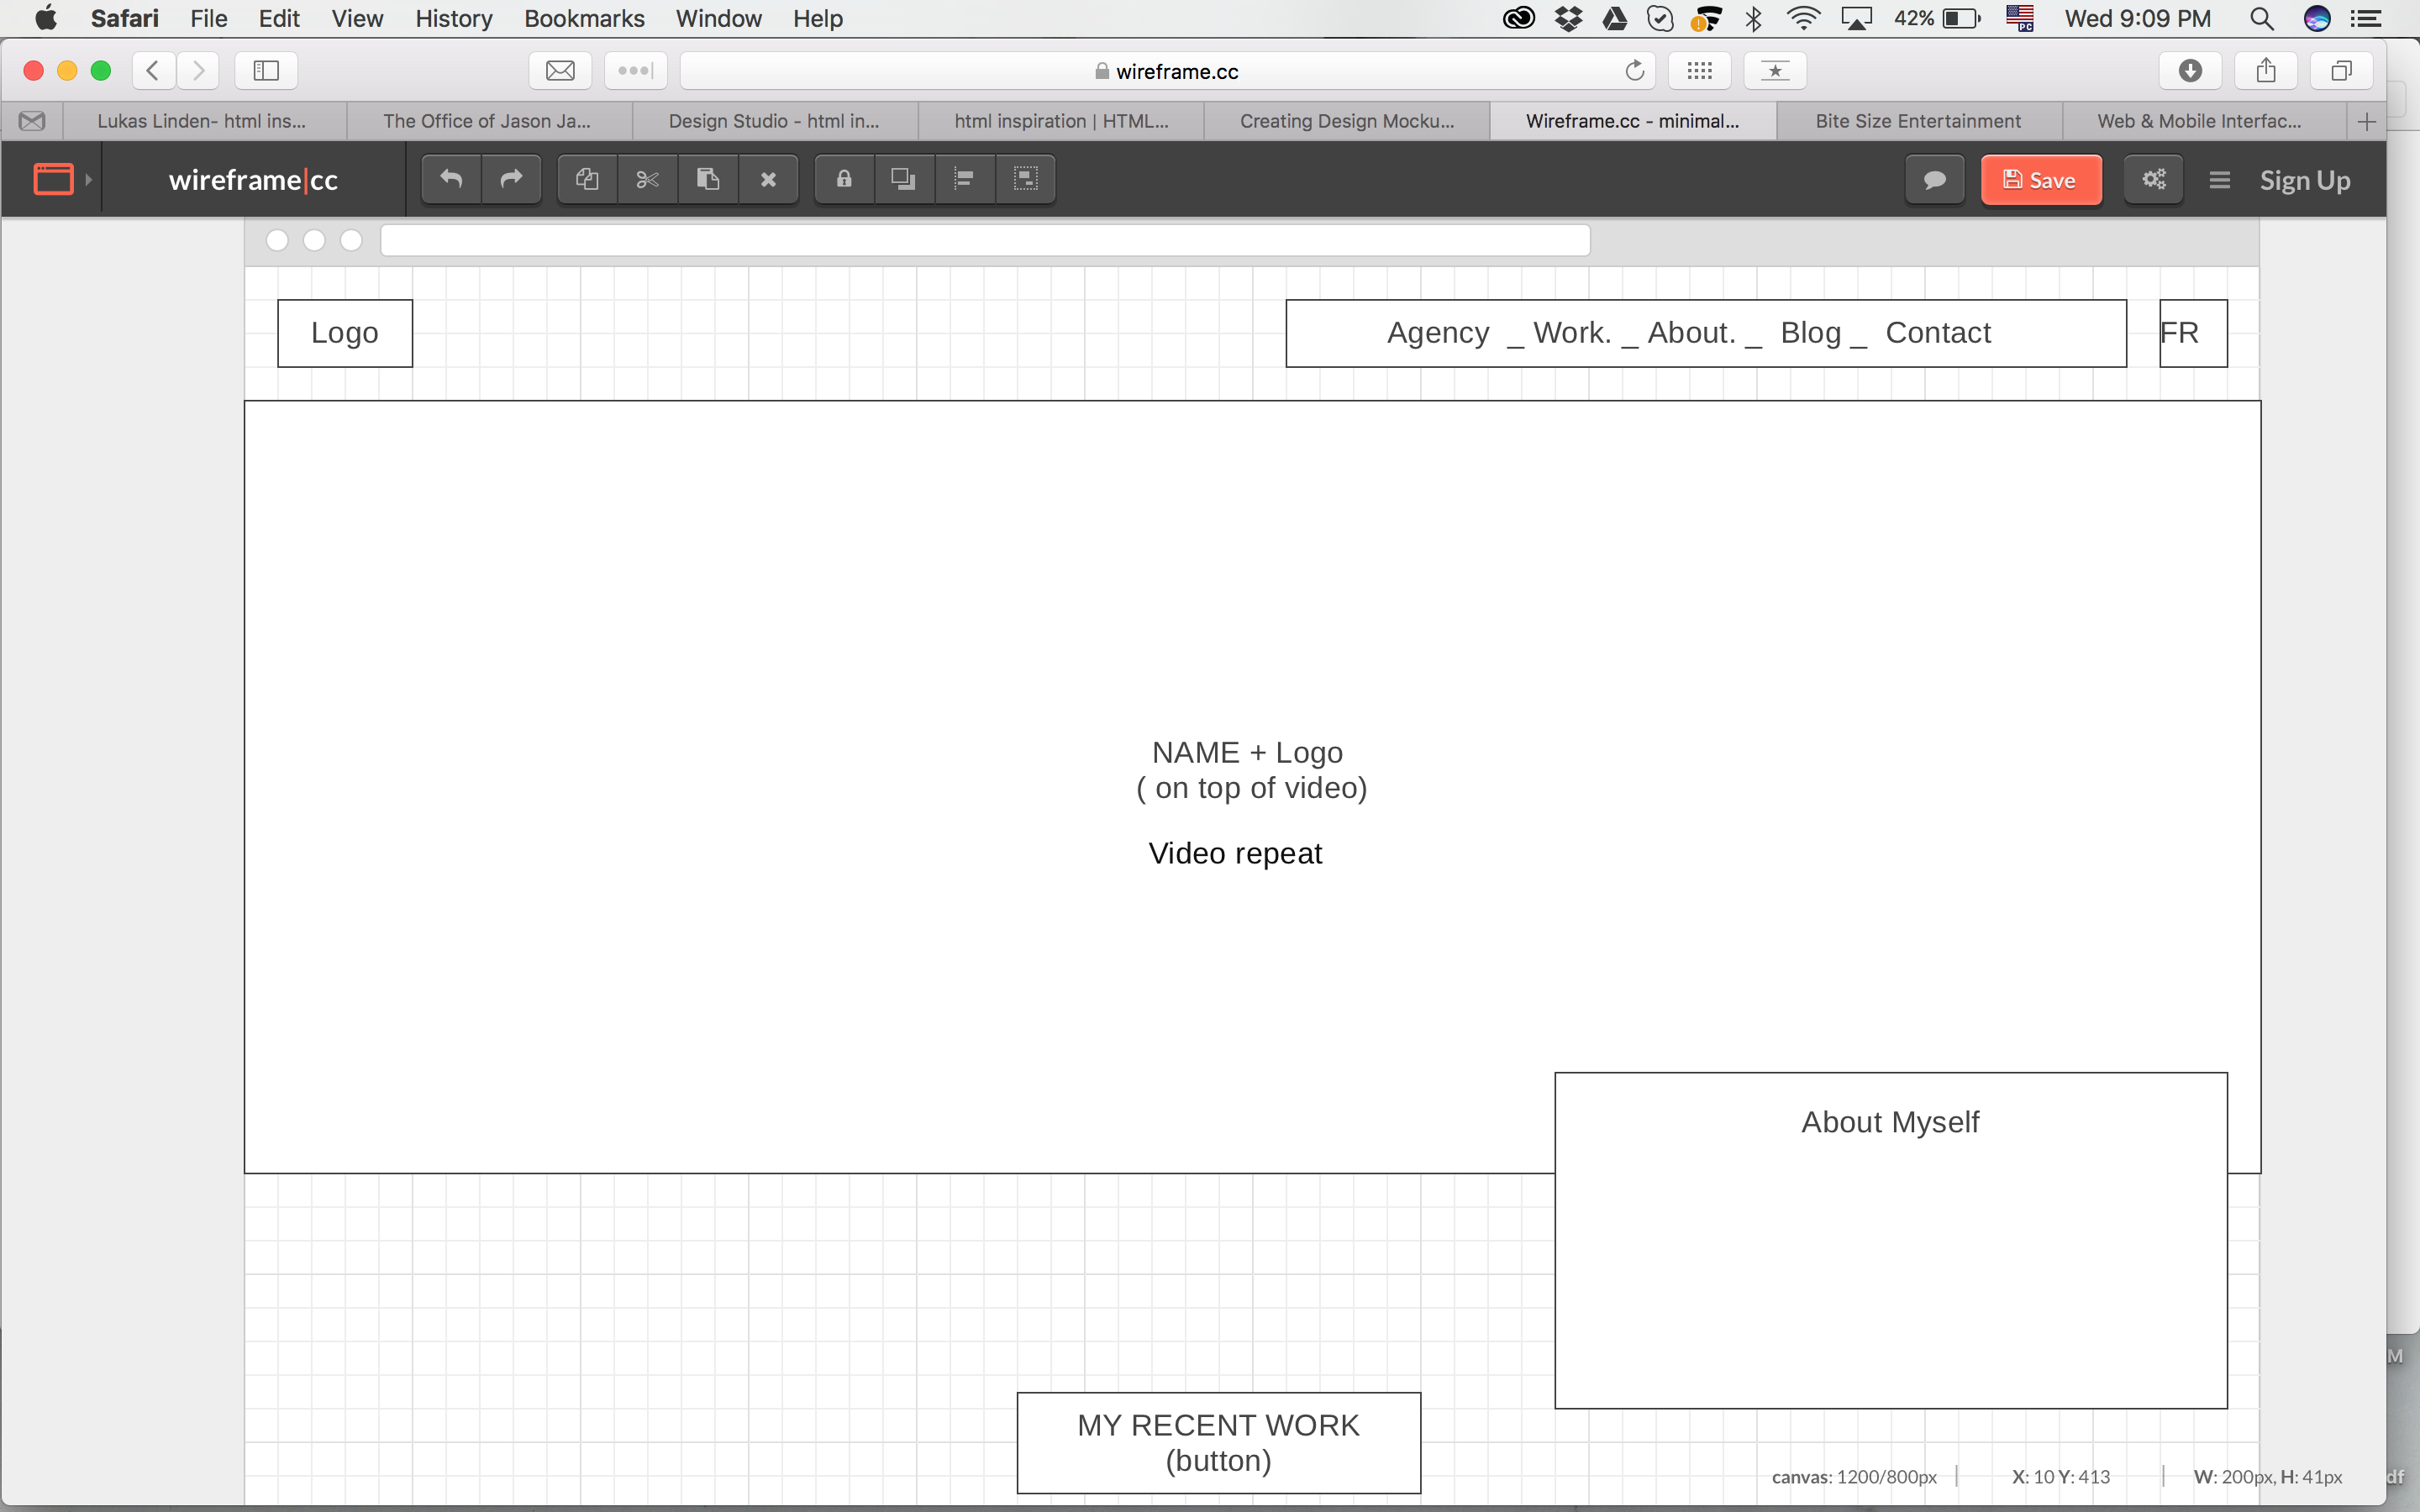 Safari File Edit View History Bookmarks Window Help 42% PC Wed 9:09 PM
wireframe.cc
Lukas Linden- html ins... The Office of Jason Ja... Design Studio - html in... html inspiration | HTML... Creating Design Mocku... Wireframe.cc - minimal... Bite Size Entertainment Web & Mobile Interfac...
wireframe|cc Save Sign Up
Logo Agency _ Work. _ About. _ Blog _ Contact FR
NAME + Logo
( on top of video)
Video repeat
About Myself
MY RECENT WORK
(button)
canvas: 1200/800px X: 10 Y: 413 W: 200px, H: 41px
M
df